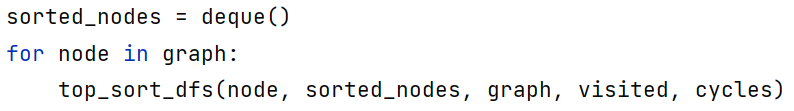 sorted_nodes = deque()
for node in graph:
    top_sort_dfs(node, sorted_nodes, graph, visited, cycles)